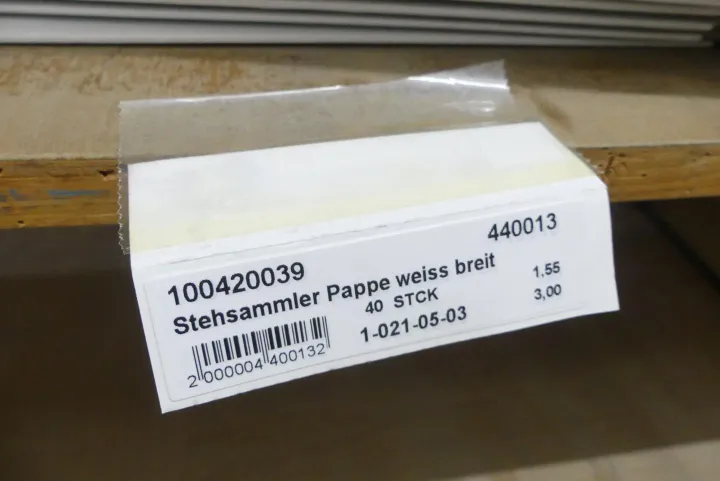 100420039 440013
Stehsammler Pappe weiss breit 1,55
40 STCK 3,00
1-021-05-03
2 000004 400132